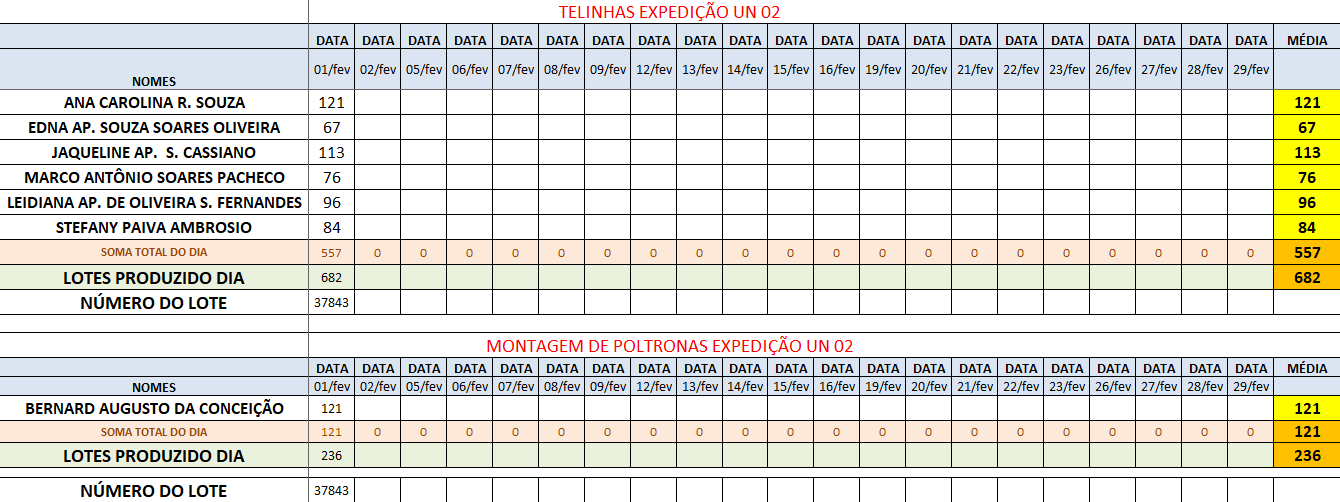 TELINHAS EXPEDIÇÃO UN 02
DATA DATA DATA DATA DATA DATA DATA DATA DATA DATA DATA DATA DATA DATA DATA DATA DATA DATA DATA DATA DATA MÉDIA
NOMES 01/fev 02/fev 05/fev 06/fev 07/fev 08/fev 09/fev 12/fev 13/fev 14/fev 15/fev 16/fev 19/fev 20/fev 21/fev 22/fev 23/fev 26/fev 27/fev 28/fev 29/fev
ANA CAROLINA R. SOUZA 121 121
EDNA AP. SOUZA SOARES OLIVEIRA 67 67
JAQUELINE AP. S. CASSIANO 113 113
MARCO ANTÔNIO SOARES PACHECO 76 76
LEIDIANA AP. DE OLIVEIRA S. FERNANDES 96 96
STEFANY PAIVA AMBROSIO 84 84
SOMA TOTAL DO DIA 557 0 0 0 0 0 0 0 0 0 0 0 0 0 0 0 0 0 0 0 0 557
LOTES PRODUZIDO DIA 682 682
NÚMERO DO LOTE 37843
MONTAGEM DE POLTRONAS EXPEDIÇÃO UN 02
DATA DATA DATA DATA DATA DATA DATA DATA DATA DATA DATA DATA DATA DATA DATA DATA DATA DATA DATA DATA DATA MÉDIA
NOMES 01/fev 02/fev 05/fev 06/fev 07/fev 08/fev 09/fev 12/fev 13/fev 14/fev 15/fev 16/fev 19/fev 20/fev 21/fev 22/fev 23/fev 26/fev 27/fev 28/fev 29/fev
BERNARD AUGUSTO DA CONCEIÇÃO 121 121
SOMA TOTAL DO DIA 121 0 0 0 0 0 0 0 0 0 0 0 0 0 0 0 0 0 0 0 0 121
LOTES PRODUZIDO DIA 236 236
NÚMERO DO LOTE 37843